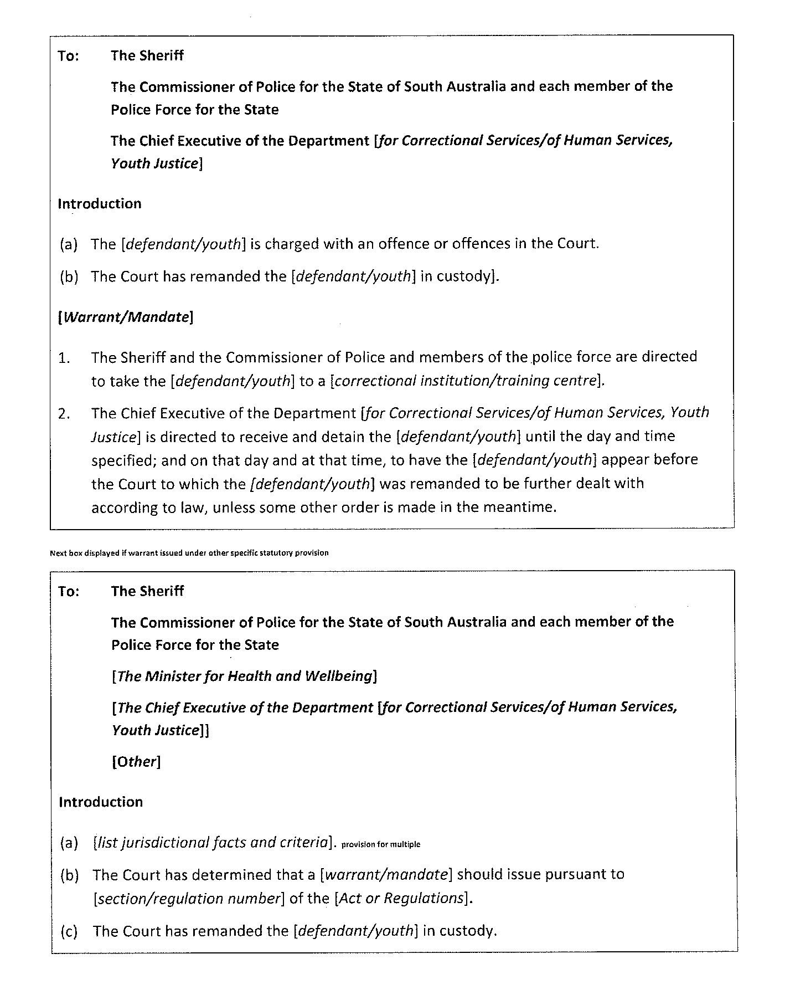 To: The Sheriff
The Commissioner of Police for the State of South Australia and each member of the
Police Force for the State
The Chief Executive of the Department [for Correctional Services/of Human Services,
Youth Justice]
Introduction
(a) The [defendant/youth] is charged with an offence or offences in the Court.
(b) The Court has remanded the [defendant/youth] in custody].
[Warrant/Mandate]
1. The Sheriff and the Commissioner of Police and members of the police force are directed
to take the [defendant/youth] to a [correctional institution/training centre].
2. The Chief Executive of the Department [for Correctional Services/of Human Services, Youth
Justice] is directed to receive and detain the [defendant/youth] until the day and time
specified; and on that day and at that time, to have the [defendant/youth] appear before
the Court to which the [defendant/youth] was remanded to be further dealt with
according to law, unless some other order is made in the meantime.
Next box displayed if warrant issued under other specific statutory provision
To: The Sheriff
The Commissioner of Police for the State of South Australia and each member of the
Police Force for the State
[The Minister for Health and Wellbeing]
[The Chief Executive of the Department [for Correctional Services/of Human Services,
Youth Justice]]
[Other]
Introduction
(a) [list jurisdictional facts and criteria]. provision for multiple
(b) The Court has determined that a [warrant/mandate] should issue pursuant to
[section/regulation number] of the [Act or Regulations].
(c) The Court has remanded the [defendant/youth] in custody.